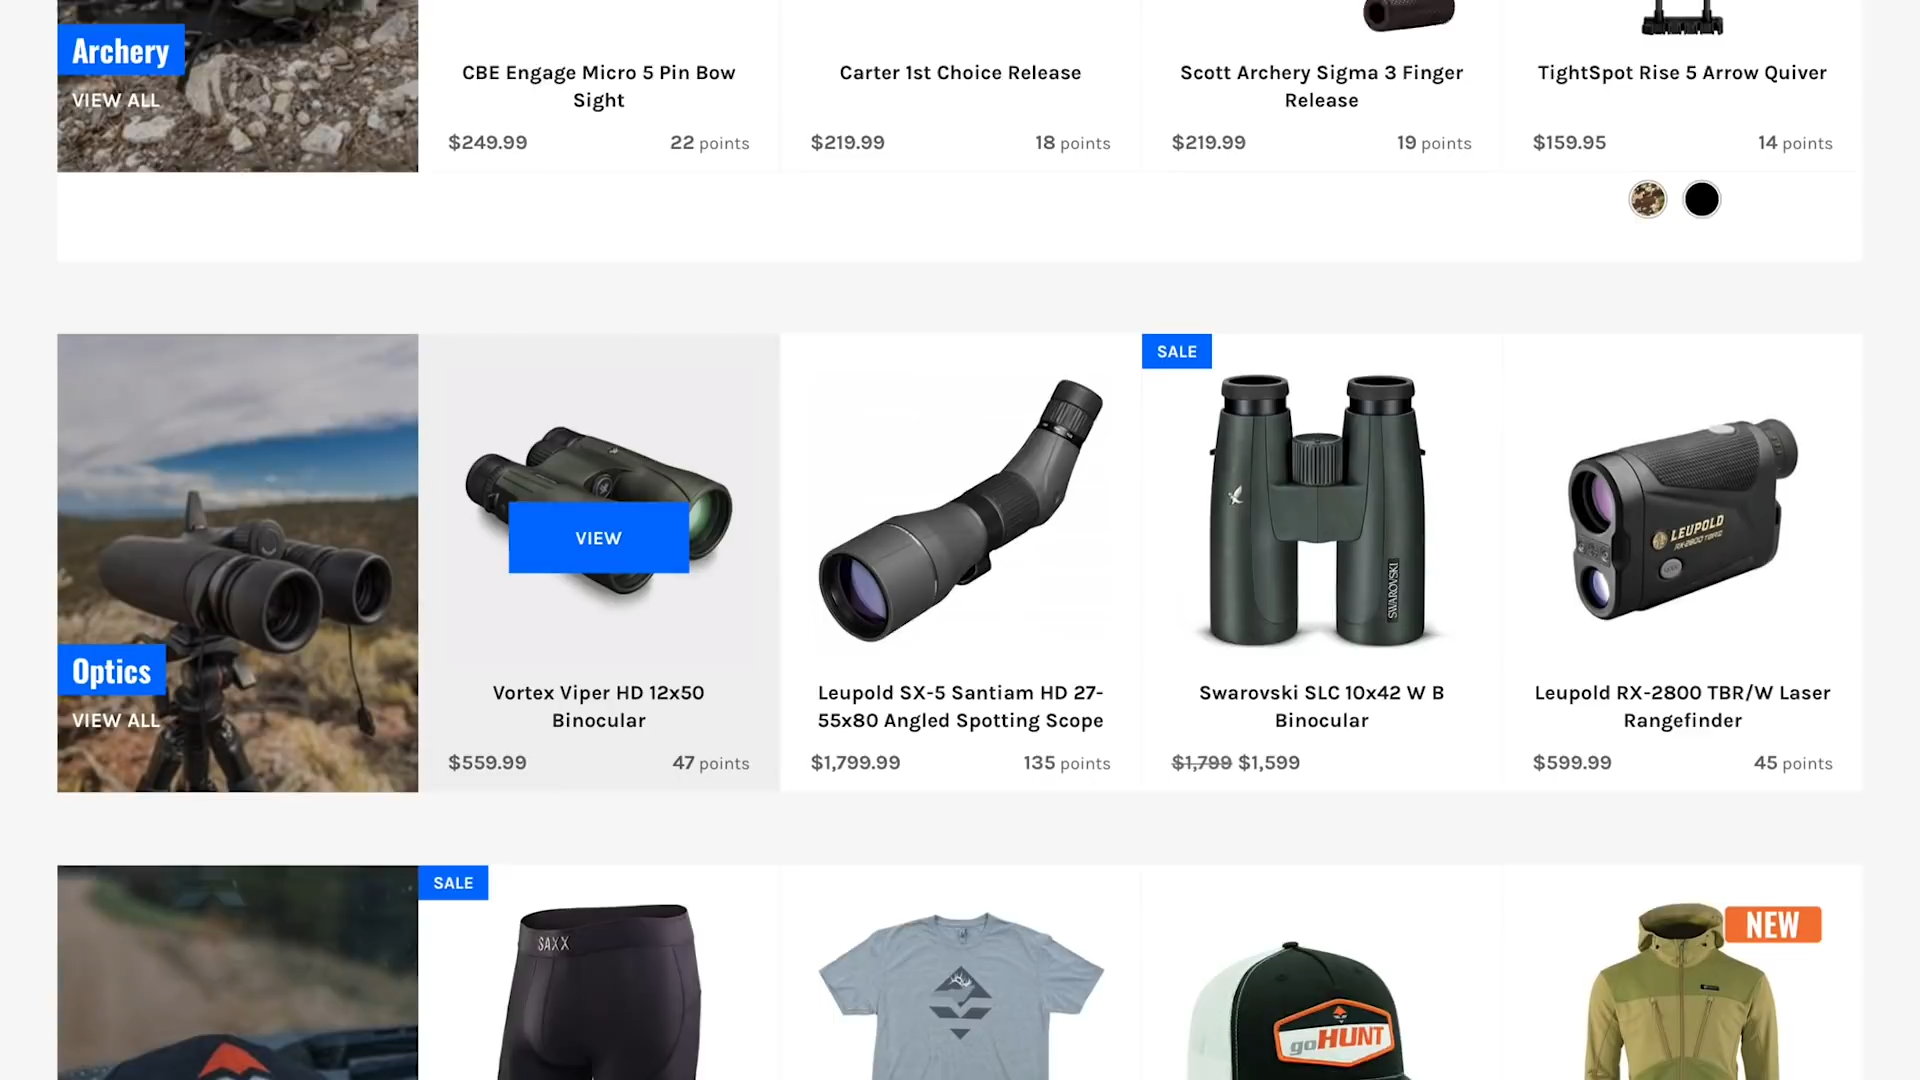 Archery
VIEW ALL
CBE Engage Micro 5 Pin Bow
Sight
$249.99 22 points
Carter 1st Choice Release
$219.99 18 points
Scott Archery Sigma 3 Finger
Release
$219.99 19 points
TightSpot Rise 5 Arrow Quiver
$159.95 14 points
Optics
VIEW ALL
VIEW
Vortex Viper HD 12x50
Binocular
$559.99 47 points
Leupold SX-5 Santiam HD 27-
55x80 Angled Spotting Scope
$1,799.99 135 points
SALE
SWAROVSKI
Swarovski SLC 10x42 W B
Binocular
$1,799 $1,599
LEUPOLD
RX-2800 TBR/W
Leupold RX-2800 TBR/W Laser
Rangefinder
$599.99 45 points
SALE
SAXX
goHUNT
NEW